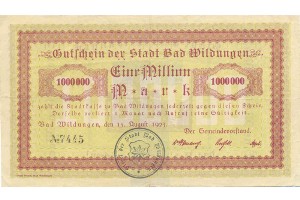 Gutschein der Stadt Bad Wildungen
1000000 Eine Million 1000000
Mark
zahlt die Stadtkasse zu Bad Wildungen jederzeit gegen diesen Schein.
Derselbe verliert 1 Monat nach Aufruf seine Gültigkeit.
Bad Wildungen, den 11. August 1923.
№7445
Der Gemeindevorstand.